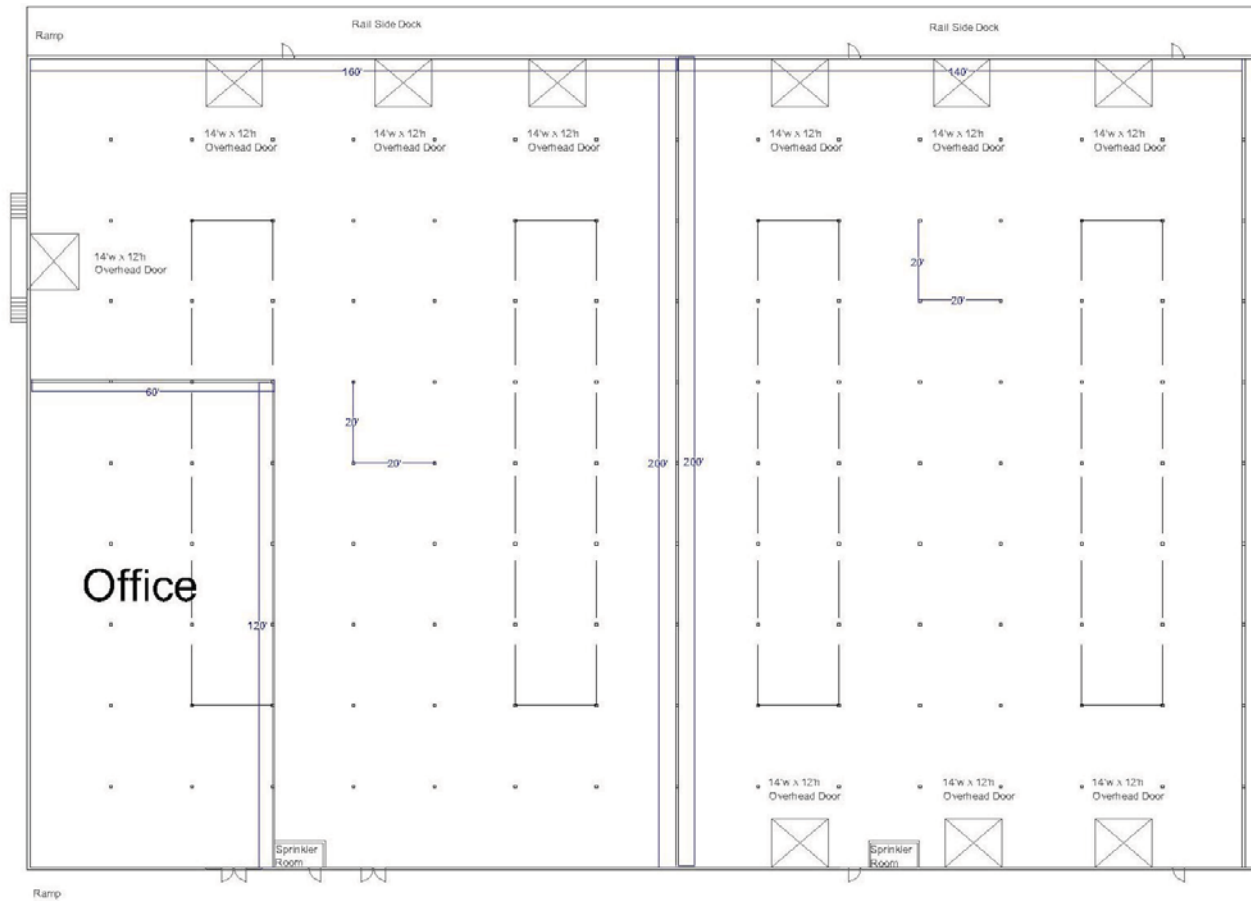 Rail Side Dock
Rail Side Dock
Ramp
160'
140'
14'w x 12'h
Overhead Door
14'w x 12'h
Overhead Door
14'w x 12'h
Overhead Door
14'w x 12'h
Overhead Door
14'w x 12'h
Overhead Door
14'w x 12'h
Overhead Door
14'w x 12'h
Overhead Door
20'
20'
60'
20'
20'
200'
200'
Office
120'
14'w x 12'h
Overhead Door
14'w x 12'h
Overhead Door
14'w x 12'h
Overhead Door
Sprinkler
Room
Sprinkler
Room
Ramp